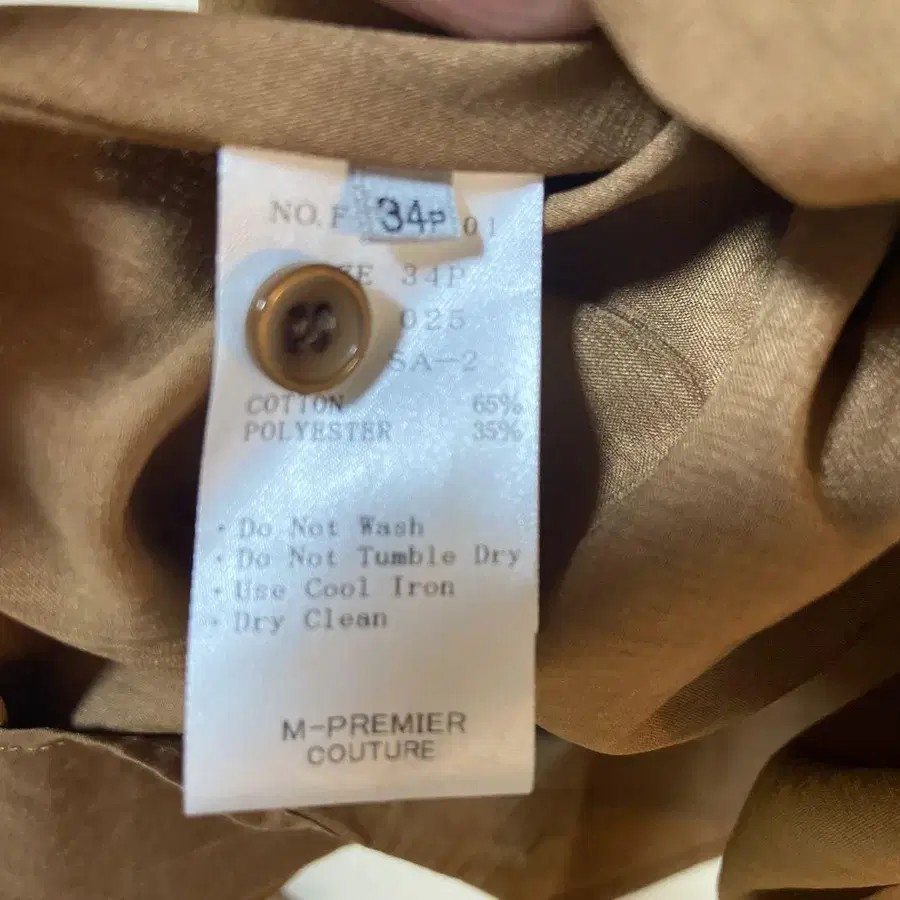 NO.F 34P 01
ZE 34P
025
SA-2
COTTON 65%
POLYESTER 35%
・Do Not Wash
・Do Not Tumble Dry
・Use Cool Iron
・Dry Clean
M-PREMIER
COUTURE